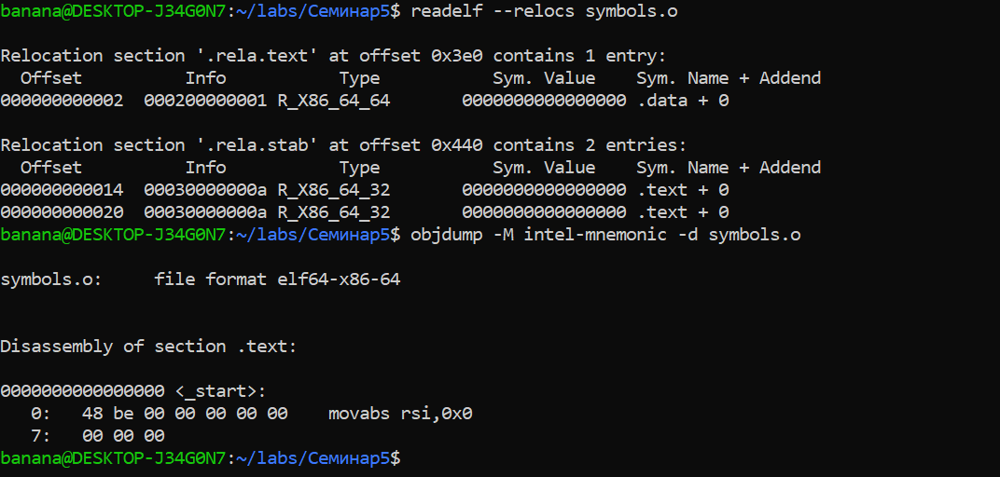 banana@DESKTOP-J34G0N7:~/labs/Семинар5$ readelf --relocs symbols.o
Relocation section '.rela.text' at offset 0x3e0 contains 1 entry:
  Offset          Info           Type           Sym. Value    Sym. Name + Addend
000000000002  000200000001 R_X86_64_64       0000000000000000 .data + 0
Relocation section '.rela.stab' at offset 0x440 contains 2 entries:
  Offset          Info           Type           Sym. Value    Sym. Name + Addend
000000000014  00030000000a R_X86_64_32       0000000000000000 .text + 0
000000000020  00030000000a R_X86_64_32       0000000000000000 .text + 0
banana@DESKTOP-J34G0N7:~/labs/Семинар5$ objdump -M intel-mnemonic -d symbols.o
symbols.o:     file format elf64-x86-64
Disassembly of section .text:
0000000000000000 <_start>:
   0:   48 be 00 00 00 00 00    movabs rsi,0x0
   7:   00 00 00
banana@DESKTOP-J34G0N7:~/labs/Семинар5$